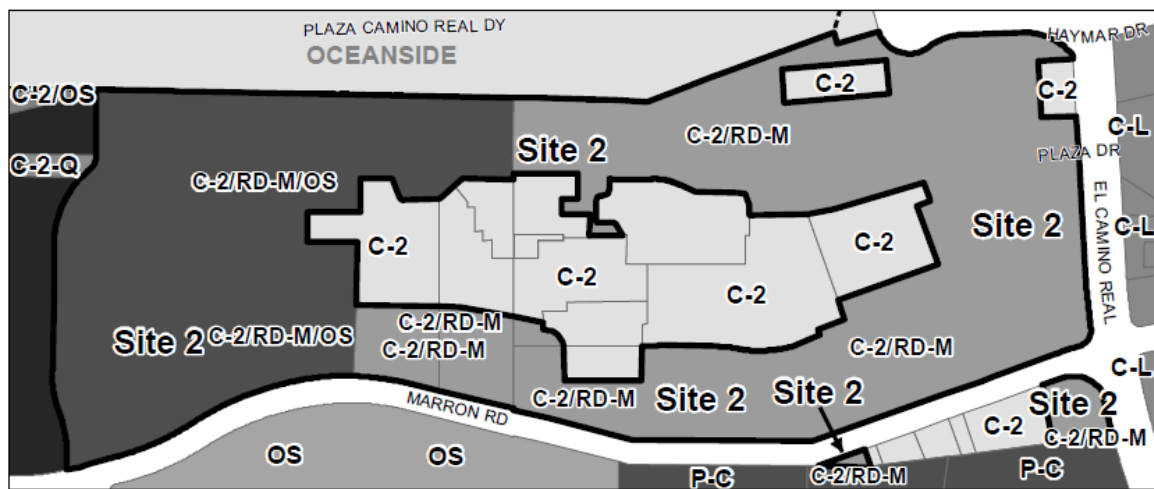 PLAZA CAMINO REAL DY
OCEANSIDE
HAYMAR DR
C-2/OS
C-2
C-2
C-L
C-2/RD-M
Site 2
PLAZA DR
C-2-Q
C-2/RD-M/OS
EL CAMINO REAL
Site 2
C-L
C-2
C-2
C-2
C-2
C-2/RD-M
Site 2
C-2/RD-M/OS
C-2/RD-M
C-2/RD-M
C-L
C-2/RD-M
Site 2
Site 2
MARRON RD
Site 2
C-2
C-2/RD-M
OS
OS
P-C
C-2/RD-M
P-C